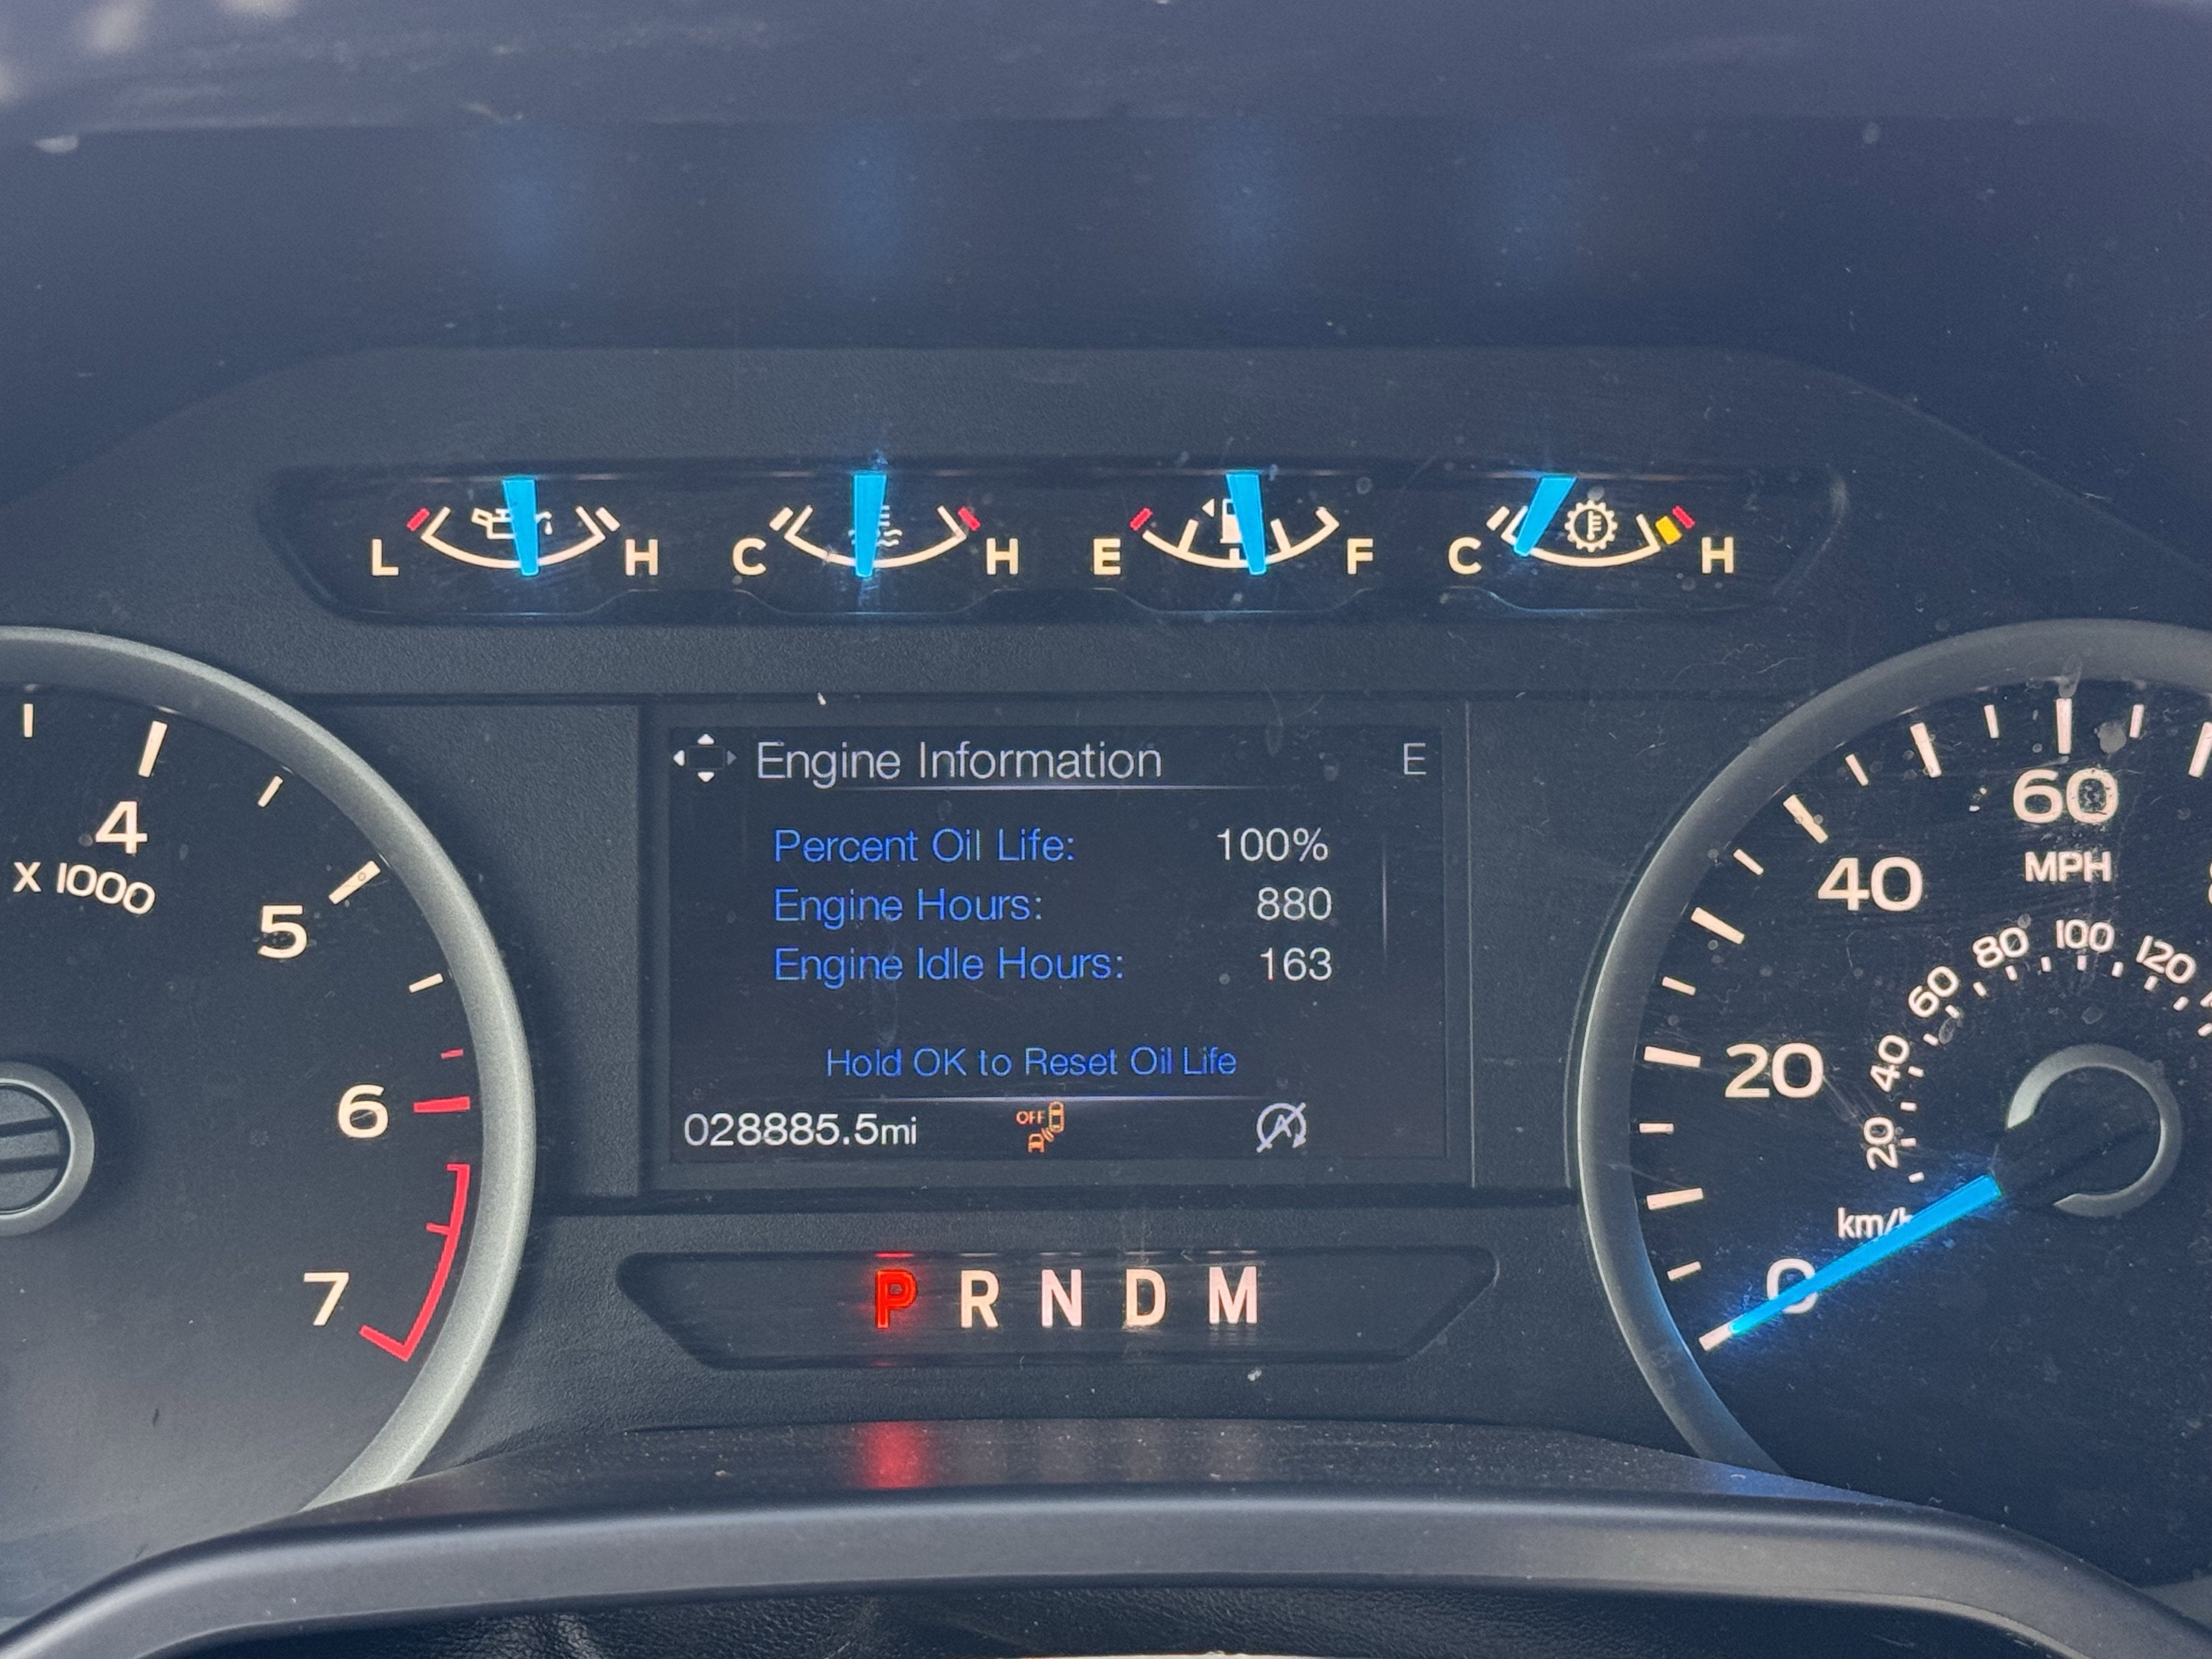 L H C H E F C H
4
X 1000
5
6
7
Engine Information E
Percent Oil Life: 100%
Engine Hours: 880
Engine Idle Hours: 163
Hold OK to Reset Oil Life
028885.5mi OFF A
P R N D M
60
MPH
40
20
0
80 100 120
60
40
20
km/h